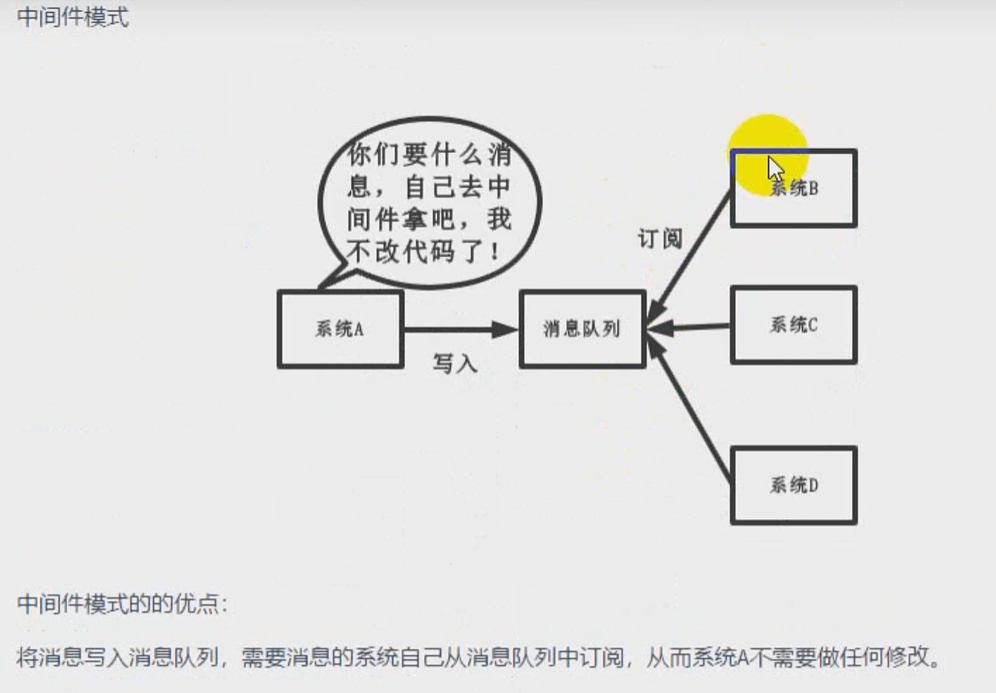 中间件模式
你们要什么消
息，自己去中
间件拿吧，我
不改代码了！
系统B
订阅
系统A
消息队列
系统C
写入
系统D
中间件模式的的优点：
将消息写入消息队列，需要消息的系统自己从消息队列中订阅，从而系统A不需要做任何修改。